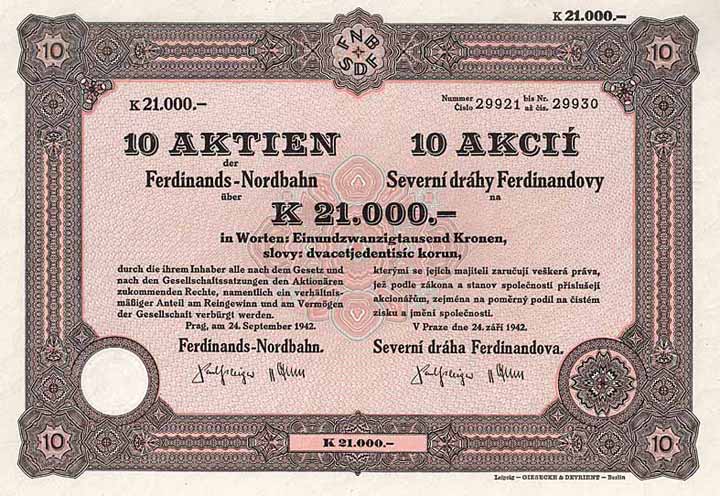 K 21.000.—
10
FNB
SDF
10
K 21.000.—
Nummer bis Nr.
Číslo 29921 až čís. 29930
10 AKTIEN
der
Ferdinands-Nordbahn
über
10 AKCIÍ
Severní dráhy Ferdinandovy
na
K 21.000.—
in Worten: Einundzwanzigtausend Kronen,
slovy: dvacetjedentisíc korun,
durch die ihrem Inhaber alle nach dem Gesetz und
nach den Gesellschaftssatzungen den Aktionären
zukommenden Rechte, namentlich ein verhältnis-
mäßiger Anteil am Reingewinn und am Vermögen
der Gesellschaft verbürgt werden.
Prag, am 24. September 1942.
Ferdinands-Nordbahn.
kterými se jejich majiteli zaručují veškerá práva,
jež podle zákona a stanov společnosti příslušejí
akcionářům, zejména na poměrný podíl na čistém
zisku a jmění společnosti.
V Praze dne 24. září 1942.
Severní dráha Ferdinandova.
10
K 21.000.—
10
Leipzig — GIESECKE & DEVRIENT — Berlin